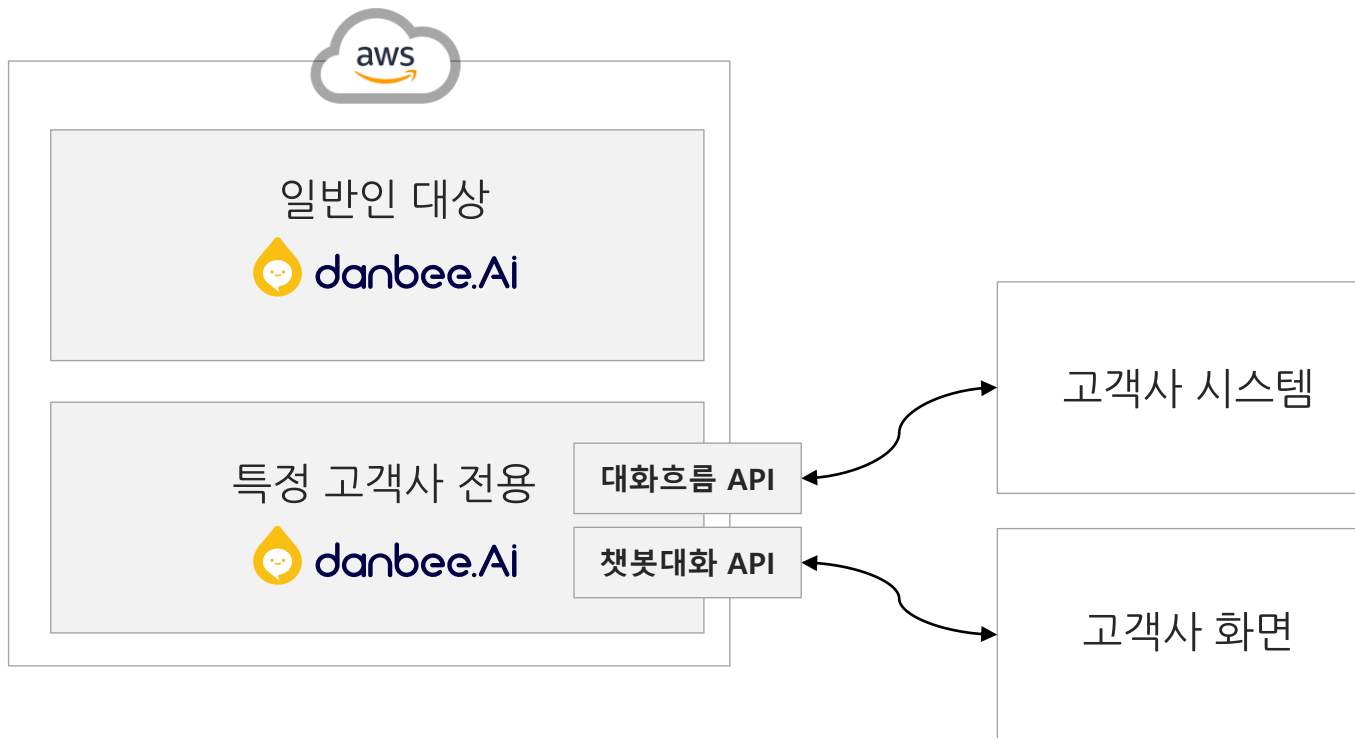 aws
일반인 대상
danbee.Ai
특정 고객사 전용
danbee.Ai
대화흐름 API
챗봇대화 API
고객사 시스템
고객사 화면